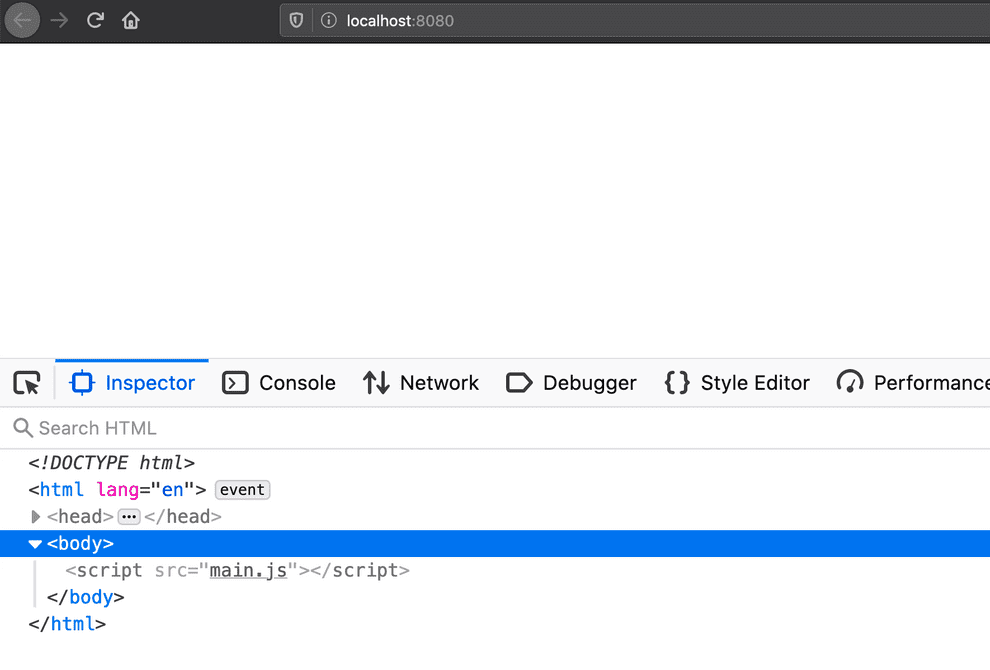 localhost:8080
Inspector Console Network Debugger {} Style Editor Performance
Search HTML
<!DOCTYPE html>
<html lang="en"> event
<head> ••• </head>
<body>
<script src="main.js"></script>
</body>
</html>